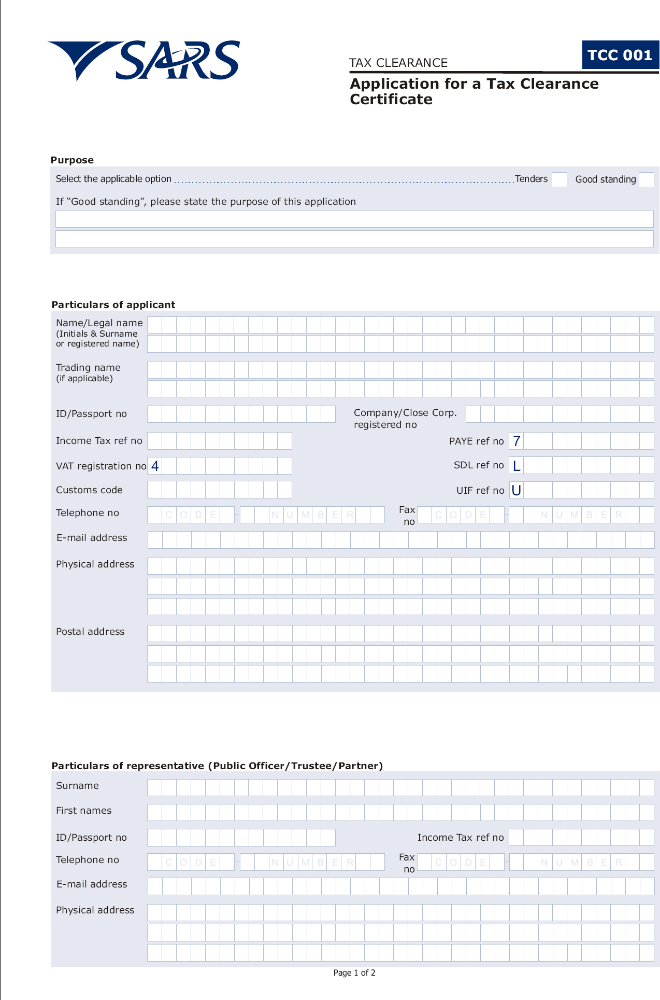 SARS
TCC 001
TAX CLEARANCE
Application for a Tax Clearance
Certificate
Purpose
Select the applicable option ........ Tenders Good standing
If “Good standing”, please state the purpose of this application
Particulars of applicant
Name/Legal name
(Initials & Surname
or registered name)
Trading name
(if applicable)
ID/Passport no
Company/Close Corp.
registered no
Income Tax ref no
PAYE ref no 7
VAT registration no 4
SDL ref no L
Customs code
UIF ref no U
Telephone no CODE – NUMBER
Fax
no CODE – NUMBER
E-mail address
Physical address
Postal address
Particulars of representative (Public Officer/Trustee/Partner)
Surname
First names
ID/Passport no
Income Tax ref no
Telephone no CODE – NUMBER
Fax
no CODE – NUMBER
E-mail address
Physical address
Page 1 of 2